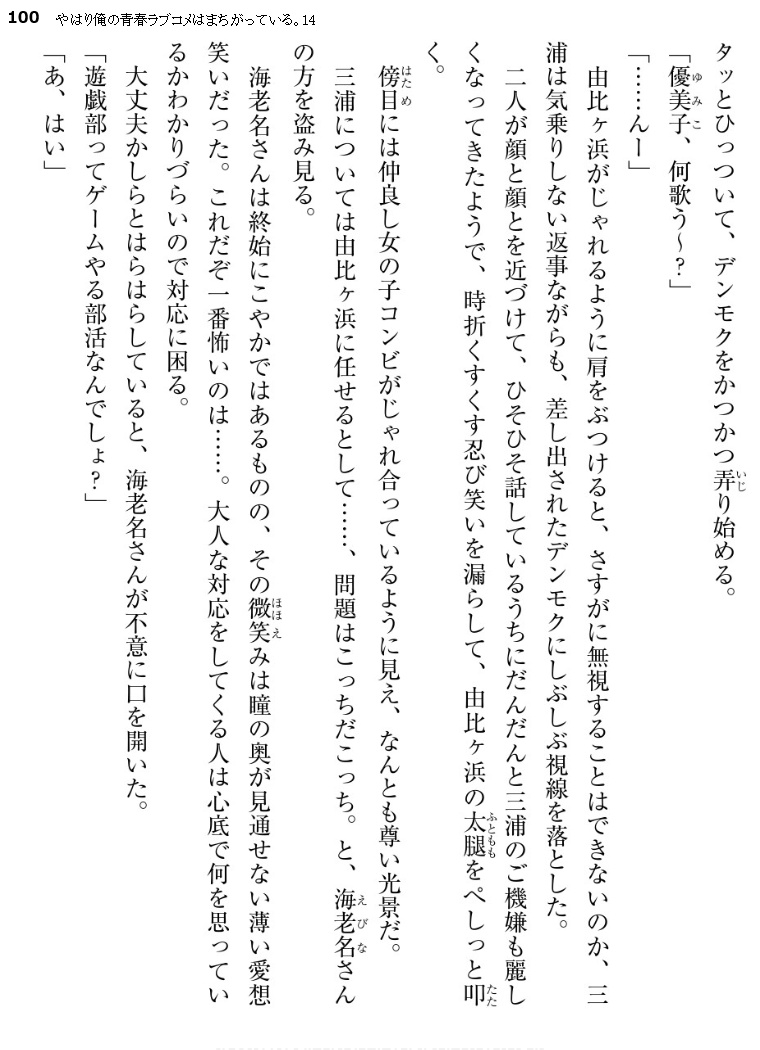 100 やはり俺の青春ラブコメはまちがっている。14
タッとひっついて、デンモクをかつかつ弄り始める。
「優美子、何歌う～?」
「……んー」
由比ヶ浜がじゃれるように肩をぶつけると、さすがに無視することはできないのか、三
浦は気乗りしない返事ながらも、差し出されたデンモクにしぶしぶ視線を落とした。
二人が顔と顔とを近づけて、ひそひそ話しているうちにだんだんと三浦のご機嫌も麗し
くなってきたようで、時折くすくす忍び笑いを漏らして、由比ヶ浜の太腿をぺしっと叩
く。
傍目には仲良し女の子コンビがじゃれ合っているように見え、なんとも尊い光景だ。
三浦については由比ヶ浜に任せるとして……、問題はこっちだこっち。と、海老名さん
の方を盗み見る。
海老名さんは終始にこやかではあるものの、その微笑みは瞳の奥が見通せない薄い愛想
笑いだった。これだぞ一番怖いのは……。大人な対応をしてくる人は心底で何を思ってい
るかわかりづらいので対応に困る。
大丈夫かしらとはらはらしていると、海老名さんが不意に口を開いた。
「遊戯部ってゲームやる部活なんでしょ?」
「あ、はい」